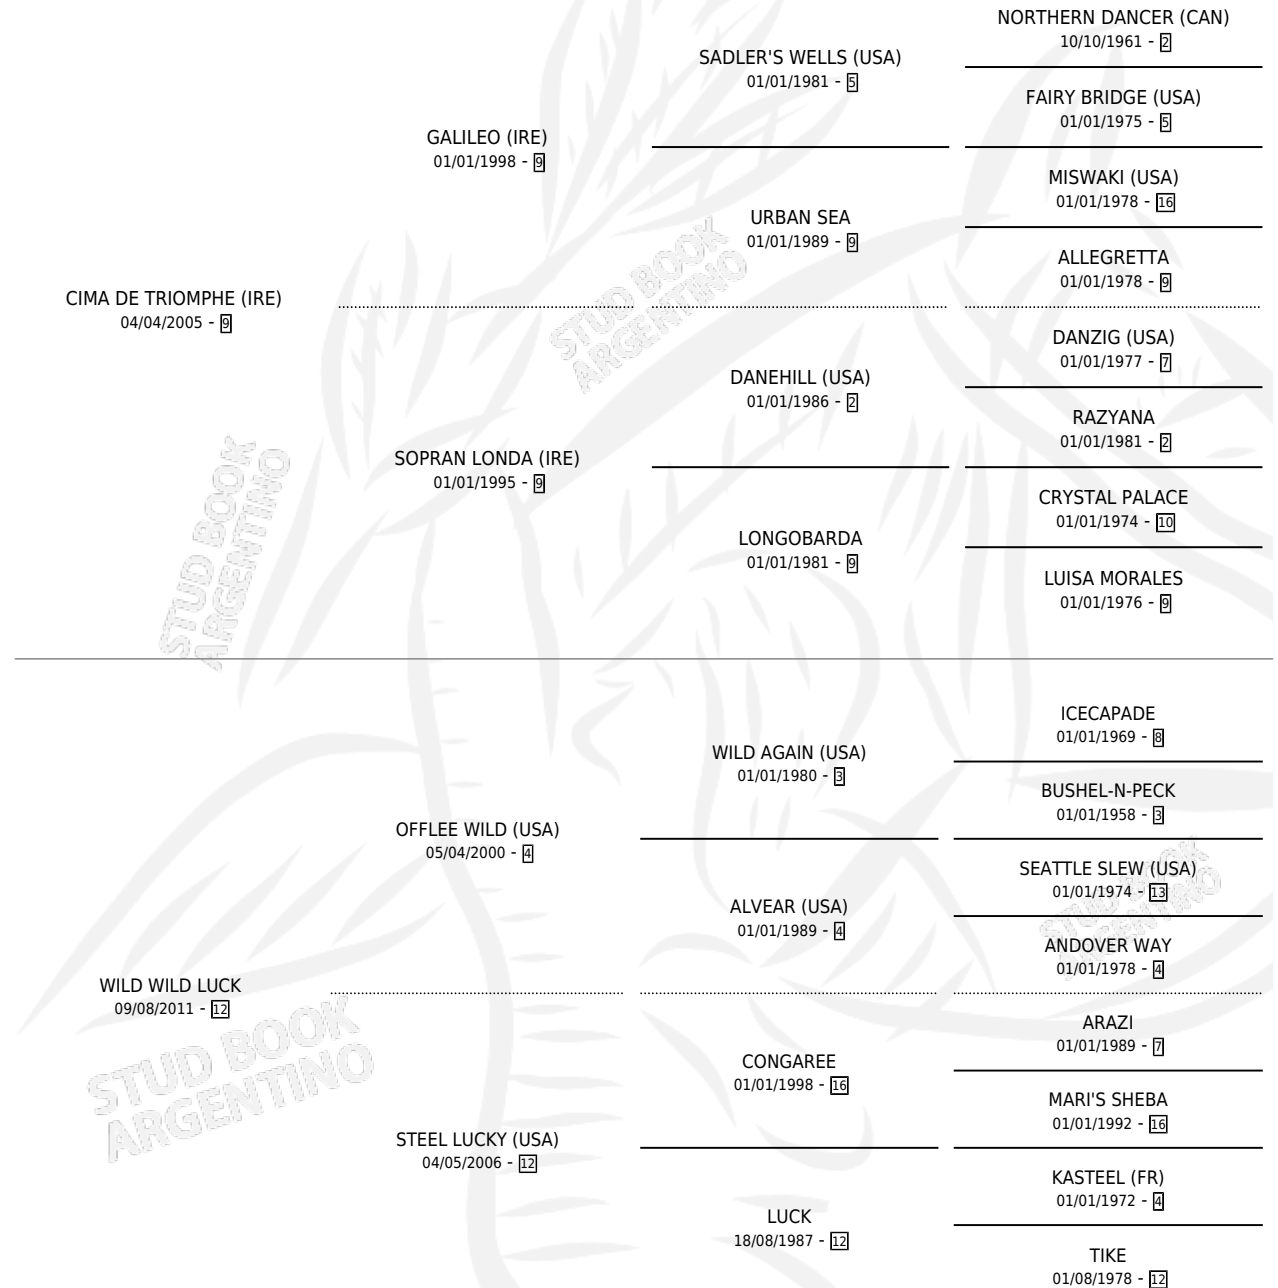 NORTHERN DANCER (CAN)
10/10/1961 - 2
SADLER'S WELLS (USA)
01/01/1981 - 5
FAIRY BRIDGE (USA)
01/01/1975 - 5
GALILEO (IRE)
01/01/1998 - 9
MISWAKI (USA)
01/01/1978 - 16
URBAN SEA
01/01/1989 - 9
ALLEGRETTA
01/01/1978 - 9
CIMA DE TRIOMPHE (IRE)
04/04/2005 - 9
DANZIG (USA)
01/01/1977 - 7
DANEHILL (USA)
01/01/1986 - 2
RAZYANA
01/01/1981 - 2
SOPRAN LONDA (IRE)
01/01/1995 - 9
CRYSTAL PALACE
01/01/1974 - 10
LONGOBARDA
01/01/1981 - 9
LUISA MORALES
01/01/1976 - 9
STUD BOOK
ARGENTINO
STUD BOOK
ARGENTINO
ICECAPADE
01/01/1969 - 8
WILD AGAIN (USA)
01/01/1980 - 3
BUSHEL-N-PECK
01/01/1958 - 3
OFFLEE WILD (USA)
05/04/2000 - 4
SEATTLE SLEW (USA)
01/01/1974 - 13
ALVEAR (USA)
01/01/1989 - 4
ANDOVER WAY
01/01/1978 - 4
STUD BOOK
ARGENTINO
WILD WILD LUCK
09/08/2011 - 12
ARAZI
01/01/1989 - 7
CONGAREE
01/01/1998 - 16
MARI'S SHEBA
01/01/1992 - 16
STUD BOOK
ARGENTINO
STEEL LUCKY (USA)
04/05/2006 - 12
KASTEEL (FR)
01/01/1972 - 4
LUCK
18/08/1987 - 12
TIKE
01/08/1978 - 12